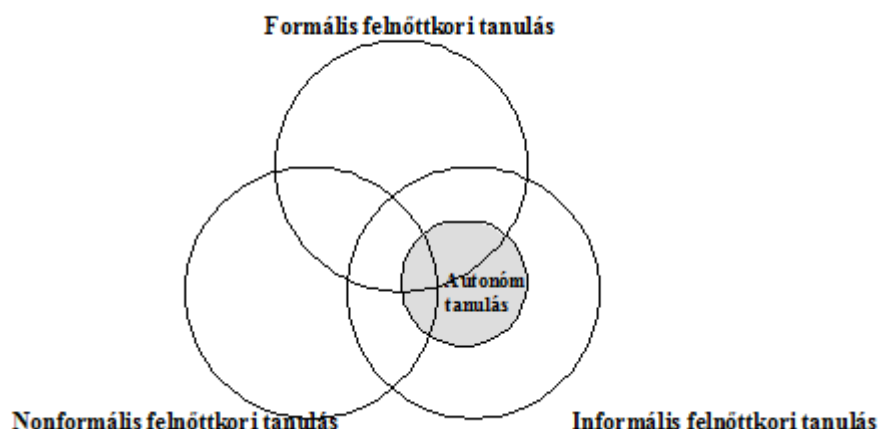 Formális felnőttkori tanulás
Autonóm
tanulás
Nonformális felnőttkori tanulás
Informális felnőttkori tanulás